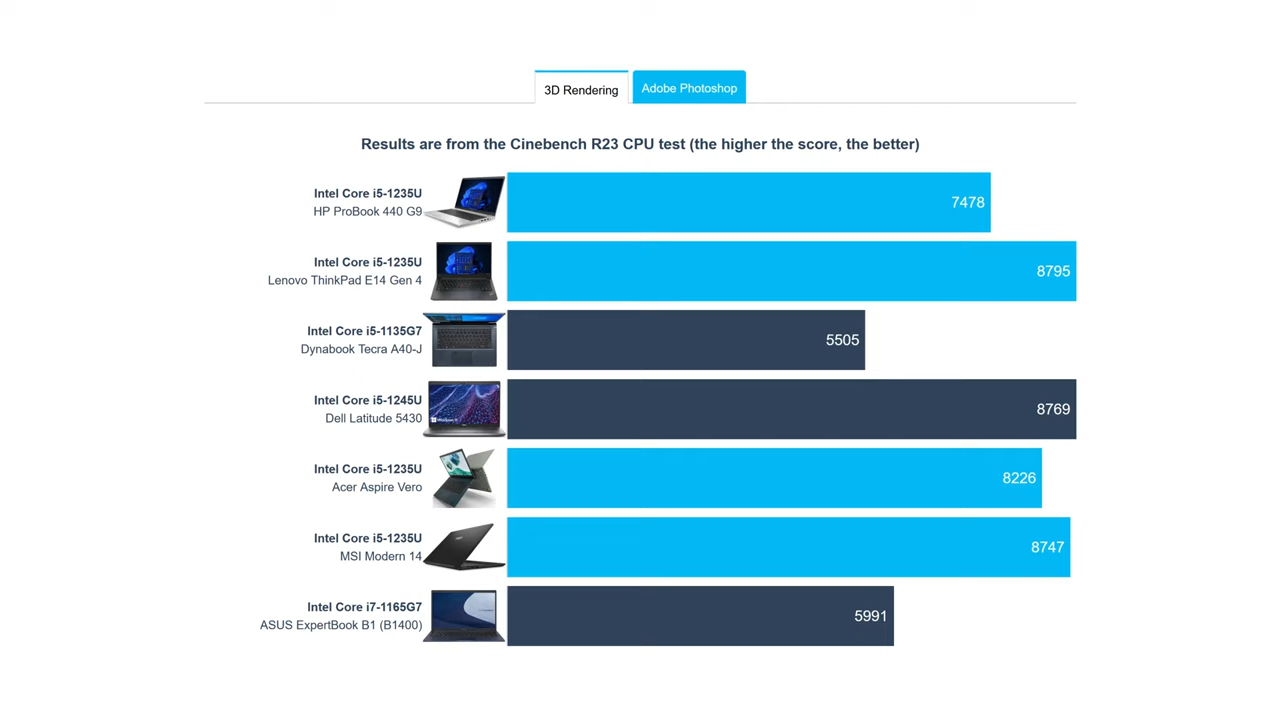 3D Rendering
Adobe Photoshop
Results are from the Cinebench R23 CPU test (the higher the score, the better)
Intel Core i5-1235U
HP ProBook 440 G9
7478
Intel Core i5-1235U
Lenovo ThinkPad E14 Gen 4
8795
Intel Core i5-1135G7
Dynabook Tecra A40-J
5505
Intel Core i5-1245U
Dell Latitude 5430
8769
Intel Core i5-1235U
Acer Aspire Vero
8226
Intel Core i5-1235U
MSI Modern 14
8747
Intel Core i7-1165G7
ASUS ExpertBook B1 (B1400)
5991